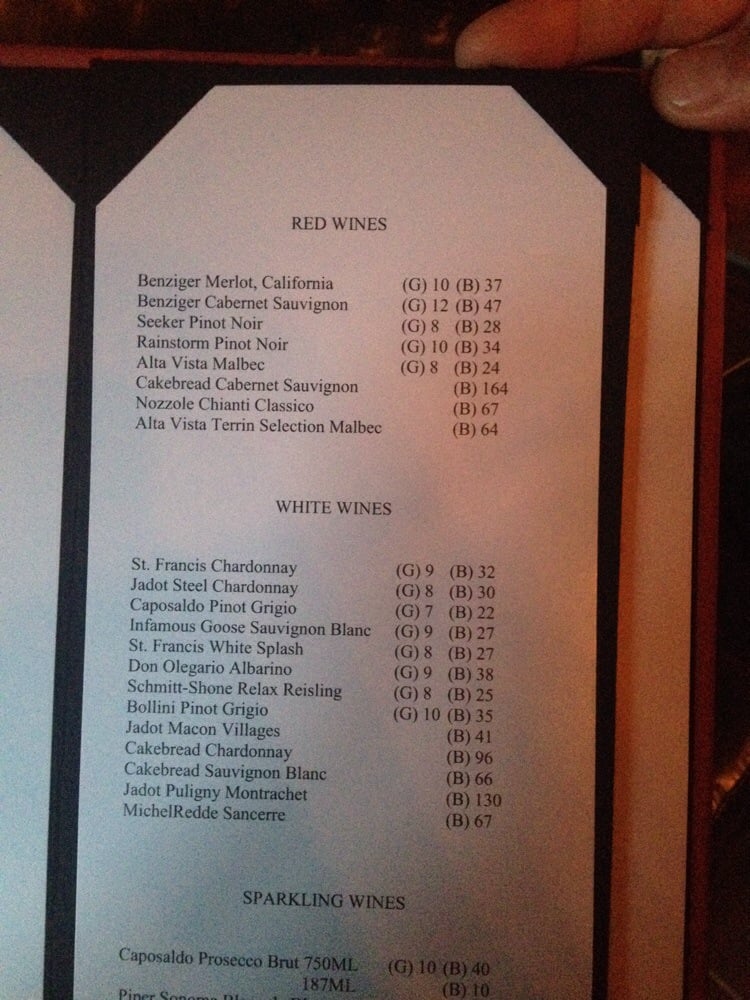 RED WINES
Benziger Merlot, California (G) 10 (B) 37
Benziger Cabernet Sauvignon (G) 12 (B) 47
Seeker Pinot Noir (G) 8 (B) 28
Rainstorm Pinot Noir (G) 10 (B) 34
Alta Vista Malbec (G) 8 (B) 24
Cakebread Cabernet Sauvignon (B) 164
Nozzole Chianti Classico (B) 67
Alta Vista Terrin Selection Malbec (B) 64
WHITE WINES
St. Francis Chardonnay (G) 9 (B) 32
Jadot Steel Chardonnay (G) 8 (B) 30
Caposaldo Pinot Grigio (G) 7 (B) 22
Infamous Goose Sauvignon Blanc (G) 9 (B) 27
St. Francis White Splash (G) 8 (B) 27
Don Olegario Albarino (G) 9 (B) 38
Schmitt-Shone Relax Reisling (G) 8 (B) 25
Bollini Pinot Grigio (G) 10 (B) 35
Jadot Macon Villages (B) 41
Cakebread Chardonnay (B) 96
Cakebread Sauvignon Blanc (B) 66
Jadot Puligny Montrachet (B) 130
MichelRedde Sancerre (B) 67
SPARKLING WINES
Caposaldo Prosecco Brut 750ML (G) 10 (B) 40
187ML (B) 10
Piper Sonoma